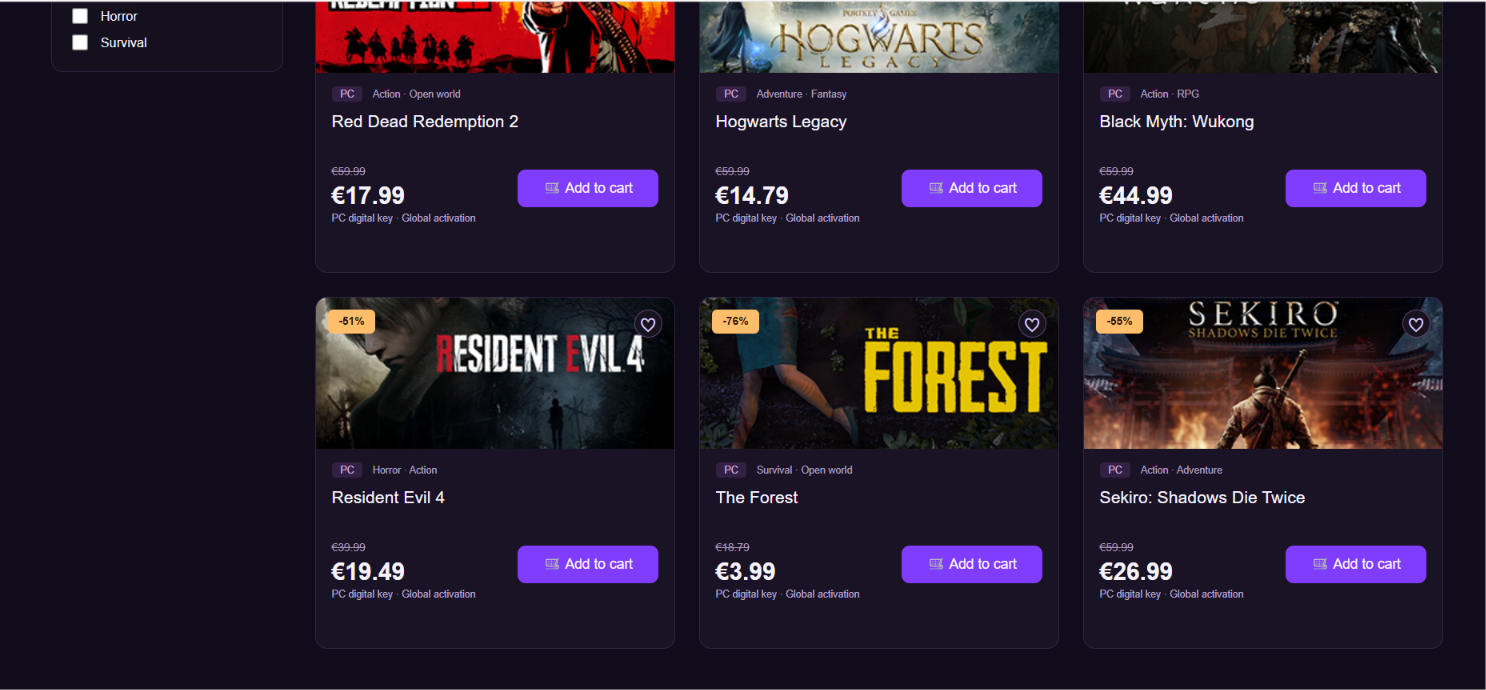 Horror
Survival
REDEMPTION II
PORTKEY GAMES
HOGWARTS
LEGACY
PC Action · Open world
Red Dead Redemption 2
€59.99
€17.99
Add to cart
PC digital key · Global activation
PC Adventure · Fantasy
Hogwarts Legacy
€59.99
€14.79
Add to cart
PC digital key · Global activation
PC Action · RPG
Black Myth: Wukong
€59.99
€44.99
Add to cart
PC digital key · Global activation
-51%
RESIDENT EVIL 4
PC Horror · Action
Resident Evil 4
€39.99
€19.49
Add to cart
PC digital key · Global activation
-76%
THE
FOREST
PC Survival · Open world
The Forest
€18.79
€3.99
Add to cart
PC digital key · Global activation
-55%
SEKIRO
SHADOWS DIE TWICE
PC Action · Adventure
Sekiro: Shadows Die Twice
€59.99
€26.99
Add to cart
PC digital key · Global activation